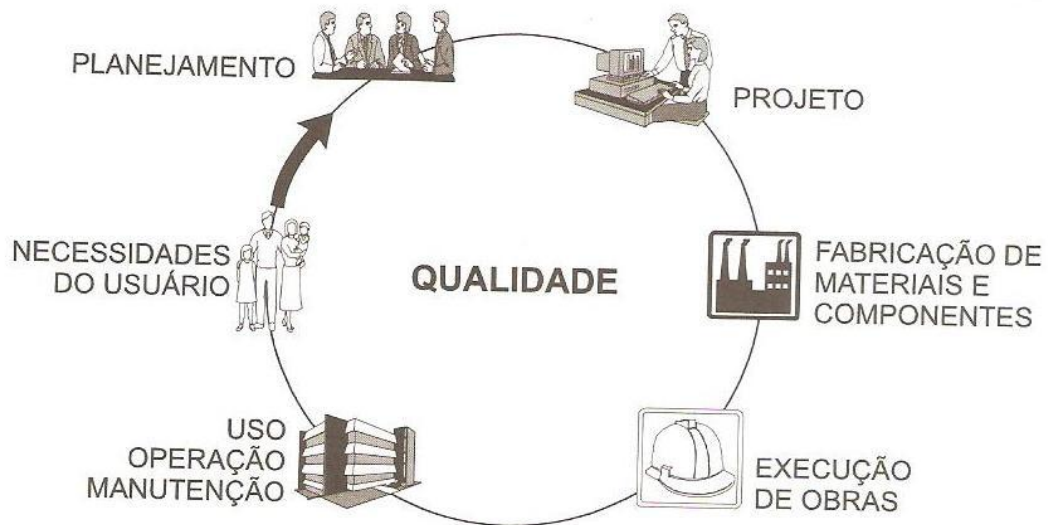 PLANEJAMENTO
PROJETO
NECESSIDADES
DO USUÁRIO
QUALIDADE
FABRICAÇÃO DE
MATERIAIS E
COMPONENTES
USO
OPERAÇÃO
MANUTENÇÃO
EXECUÇÃO
DE OBRAS